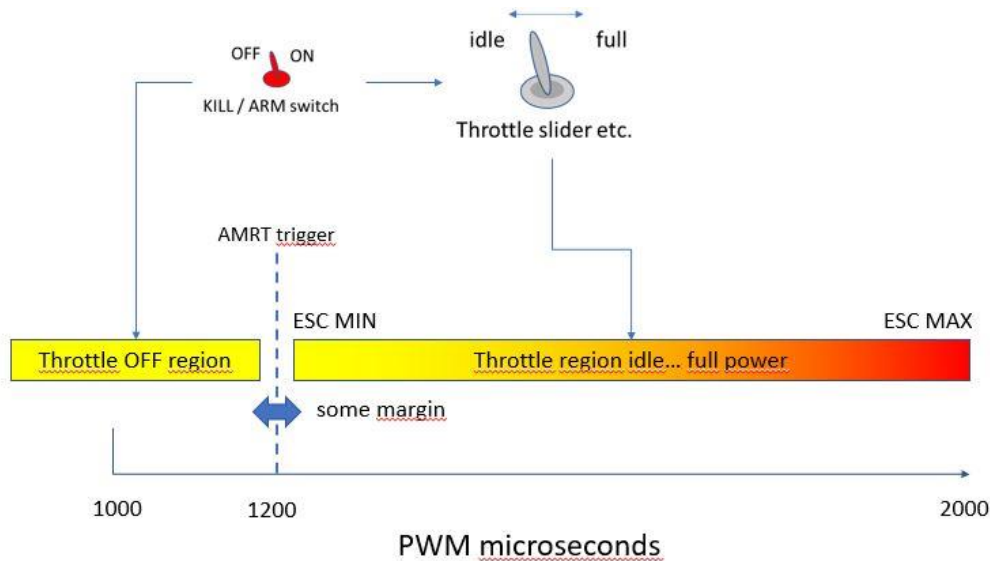 idle full
OFF ON
KILL / ARM switch
Throttle slider etc.
AMRT trigger
ESC MIN
ESC MAX
Throttle OFF region
Throttle region idle... full power
some margin
1000
1200
2000
PWM microseconds